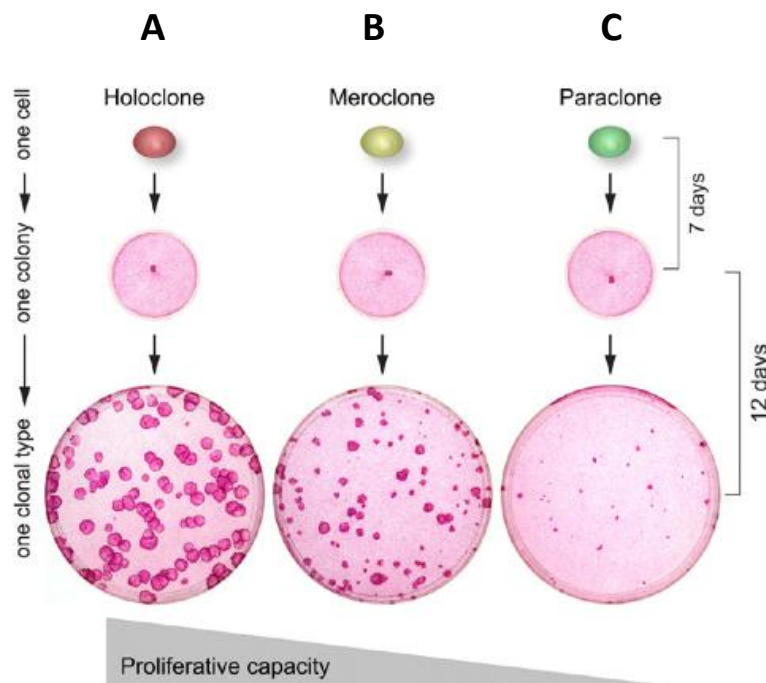 A
B
C
Holoclone
Meroclone
Paraclone
one cell
one colony
one clonal type
7 days
12 days
Proliferative capacity